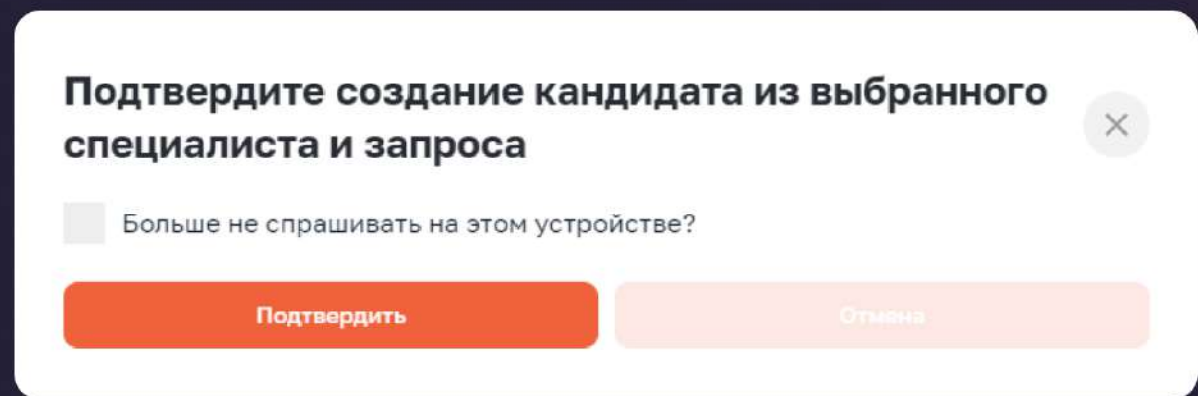 Подтвердите создание кандидата из выбранного
специалиста и запроса
Больше не спрашивать на этом устройстве?
Подтвердить
Отмена